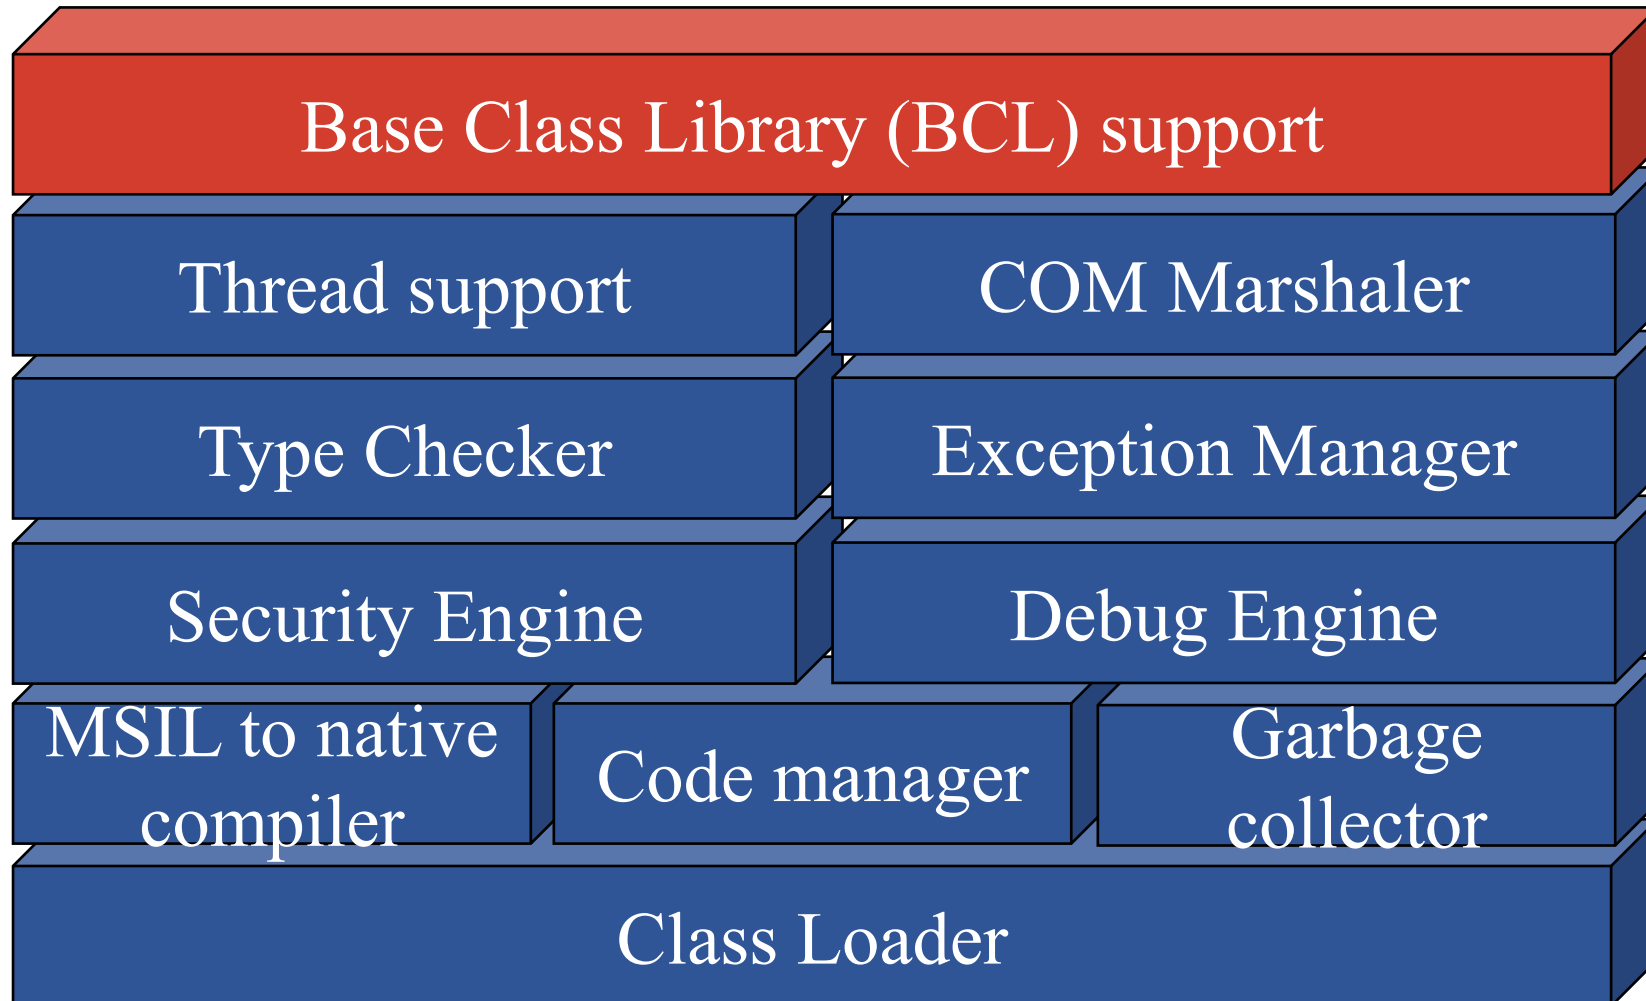 Base Class Library (BCL) support
Thread support
COM Marshaler
Type Checker
Exception Manager
Security Engine
Debug Engine
MSIL to native
compiler
Code manager
Garbage
collector
Class Loader